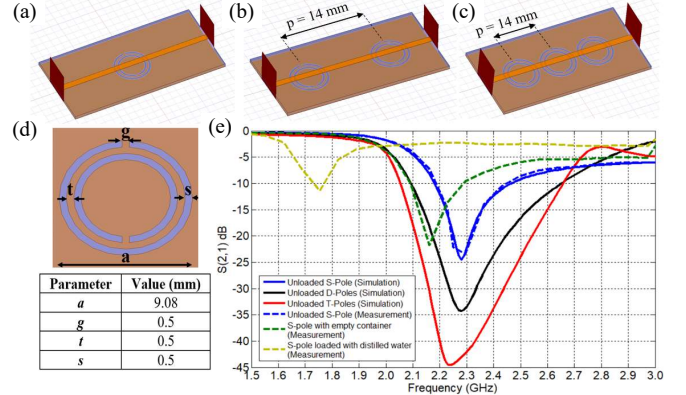 (a)
(b)
p = 14 mm
(c)
p = 14 mm
(d)
g
t
s
a
Parameter Value (mm)
a 9.08
g 0.5
t 0.5
s 0.5
(e)
0
-5
-10
-15
-20
-25
-30
-35
-40
-45
S(2,1) dB
Unloaded S-Pole (Simulation)
Unloaded D-Poles (Simulation)
Unloaded T-Poles (Simulation)
Unloaded S-Pole (Measurement)
S-pole with empty container
(Measurement)
S-pole loaded with distilled water
(Measurement)
1.5 1.6 1.7 1.8 1.9 2.0 2.1 2.2 2.3 2.4 2.5 2.6 2.7 2.8 2.9 3.0
Frequency (GHz)